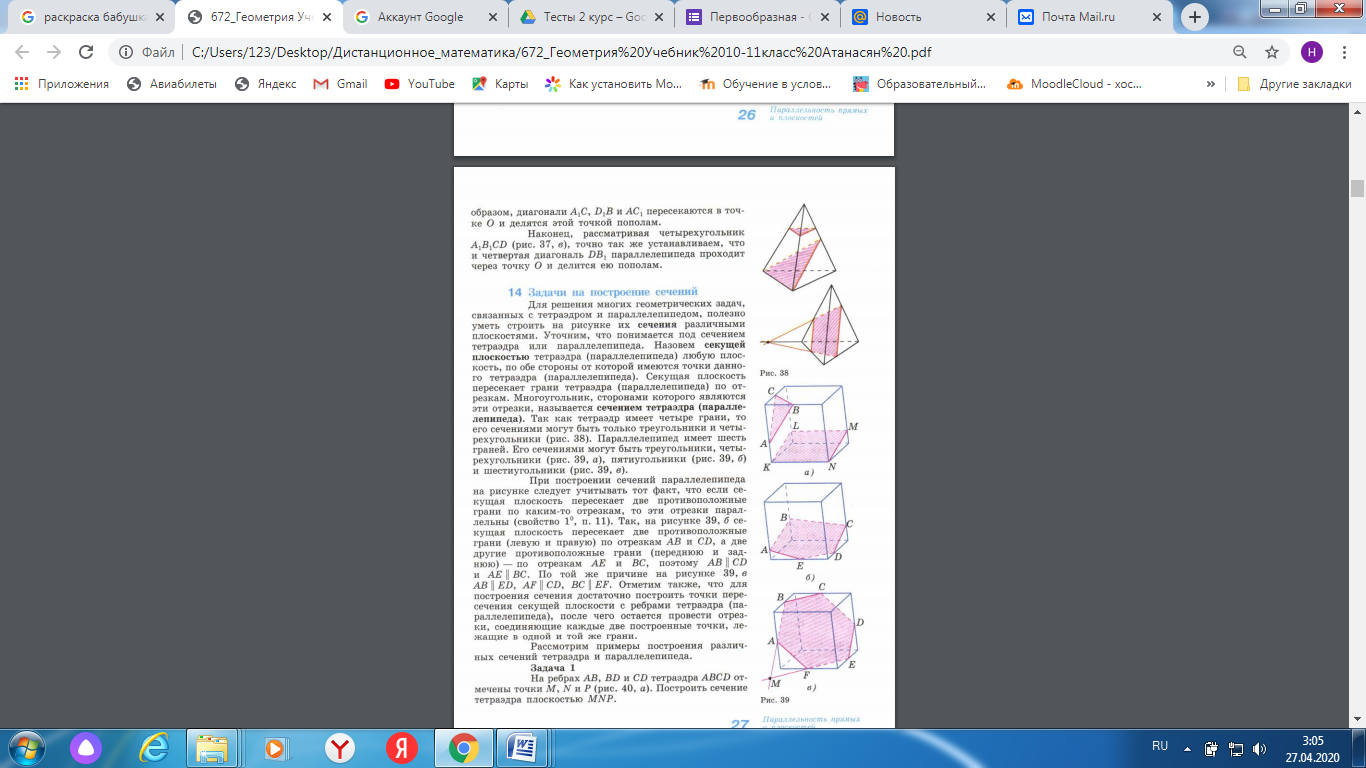 раскраска бабушка
672_Геометрия Уче
Аккаунт Google
Тесты 2 курс – Goo
Первообразная - G
Новость
Почта Mail.ru
Файл
C:/Users/123/Desktop/Дистанционное_математика/672_Геометрия%20Учебник%2010-11класс%20Атанасян%20.pdf
Н
Приложения
Авиабилеты
Яндекс
Gmail
YouTube
Карты
Как установить Mo...
Обучение в услов...
Образовательный...
MoodleCloud - хос...
»
Другие закладки
26 Параллельность прямых
и плоскостей
образом, диагонали A₁C, D₁B и AC₁ пересекаются в точ-
ке O и делятся этой точкой пополам.
Наконец, рассматривая четырехугольник
A₁B₁CD (рис. 37, в), точно так же устанавливаем, что
и четвертая диагональ DB₁ параллелепипеда проходит
через точку O и делится ею пополам.
14 Задачи на построение сечений
Для решения многих геометрических задач,
связанных с тетраэдром и параллелепипедом, полезно
уметь строить на рисунке их сечения различными
плоскостями. Уточним, что понимается под сечением
тетраэдра или параллелепипеда. Назовем секущей
плоскостью тетраэдра (параллелепипеда) любую плос-
кость, по обе стороны от которой имеются точки данно-
го тетраэдра (параллелепипеда). Секущая плоскость
пересекает грани тетраэдра (параллелепипеда) по от-
резкам. Многоугольник, сторонами которого являются
эти отрезки, называется сечением тетраэдра (паралле-
лепипеда). Так как тетраэдр имеет четыре грани, то
его сечениями могут быть только треугольники и четы-
рехугольники (рис. 38). Параллелепипед имеет шесть
граней. Его сечениями могут быть треугольники, четы-
рехугольники (рис. 39, а), пятиугольники (рис. 39, б)
и шестиугольники (рис. 39, в).
При построении сечений параллелепипеда
на рисунке следует учитывать тот факт, что если се-
кущая плоскость пересекает две противоположные
грани по каким-то отрезкам, то эти отрезки парал-
лельны (свойство 1⁰, п. 11). Так, на рисунке 39, б се-
кущая плоскость пересекает две противоположные
грани (левую и правую) по отрезкам AB и CD, а две
другие противоположные грани (переднюю и зад-
нюю) — по отрезкам AE и BC, поэтому AB ∥ CD
и AE ∥ BC. По той же причине на рисунке 39, в
AB ∥ ED, AF ∥ CD, BC ∥ EF. Отметим также, что для
построения сечения достаточно построить точки пере-
сечения секущей плоскости с ребрами тетраэдра (па-
раллелепипеда), после чего остается провести отрез-
ки, соединяющие каждые две построенные точки, ле-
жащие в одной и той же грани.
Рассмотрим примеры построения различ-
ных сечений тетраэдра и параллелепипеда.
Задача 1
На ребрах AB, BD и CD тетраэдра ABCD от-
мечены точки M, N и P (рис. 40, а). Построить сечение
тетраэдра плоскостью MNP.
Рис. 38
C
B
L
M
A
K
N
а)
B
C
A
D
E
б)
C
B
D
A
E
F
M
в)
Рис. 39
27 Параллельность прямых
и плоскостей
RU
3:05
27.04.2020